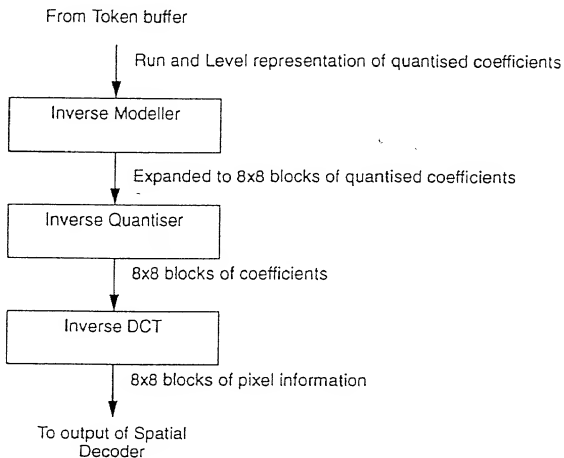 From Token buffer
Run and Level representation of quantised coefficients
Inverse Modeller
Expanded to 8x8 blocks of quantised coefficients
Inverse Quantiser
8x8 blocks of coefficients
Inverse DCT
8x8 blocks of pixel information
To output of Spatial
Decoder